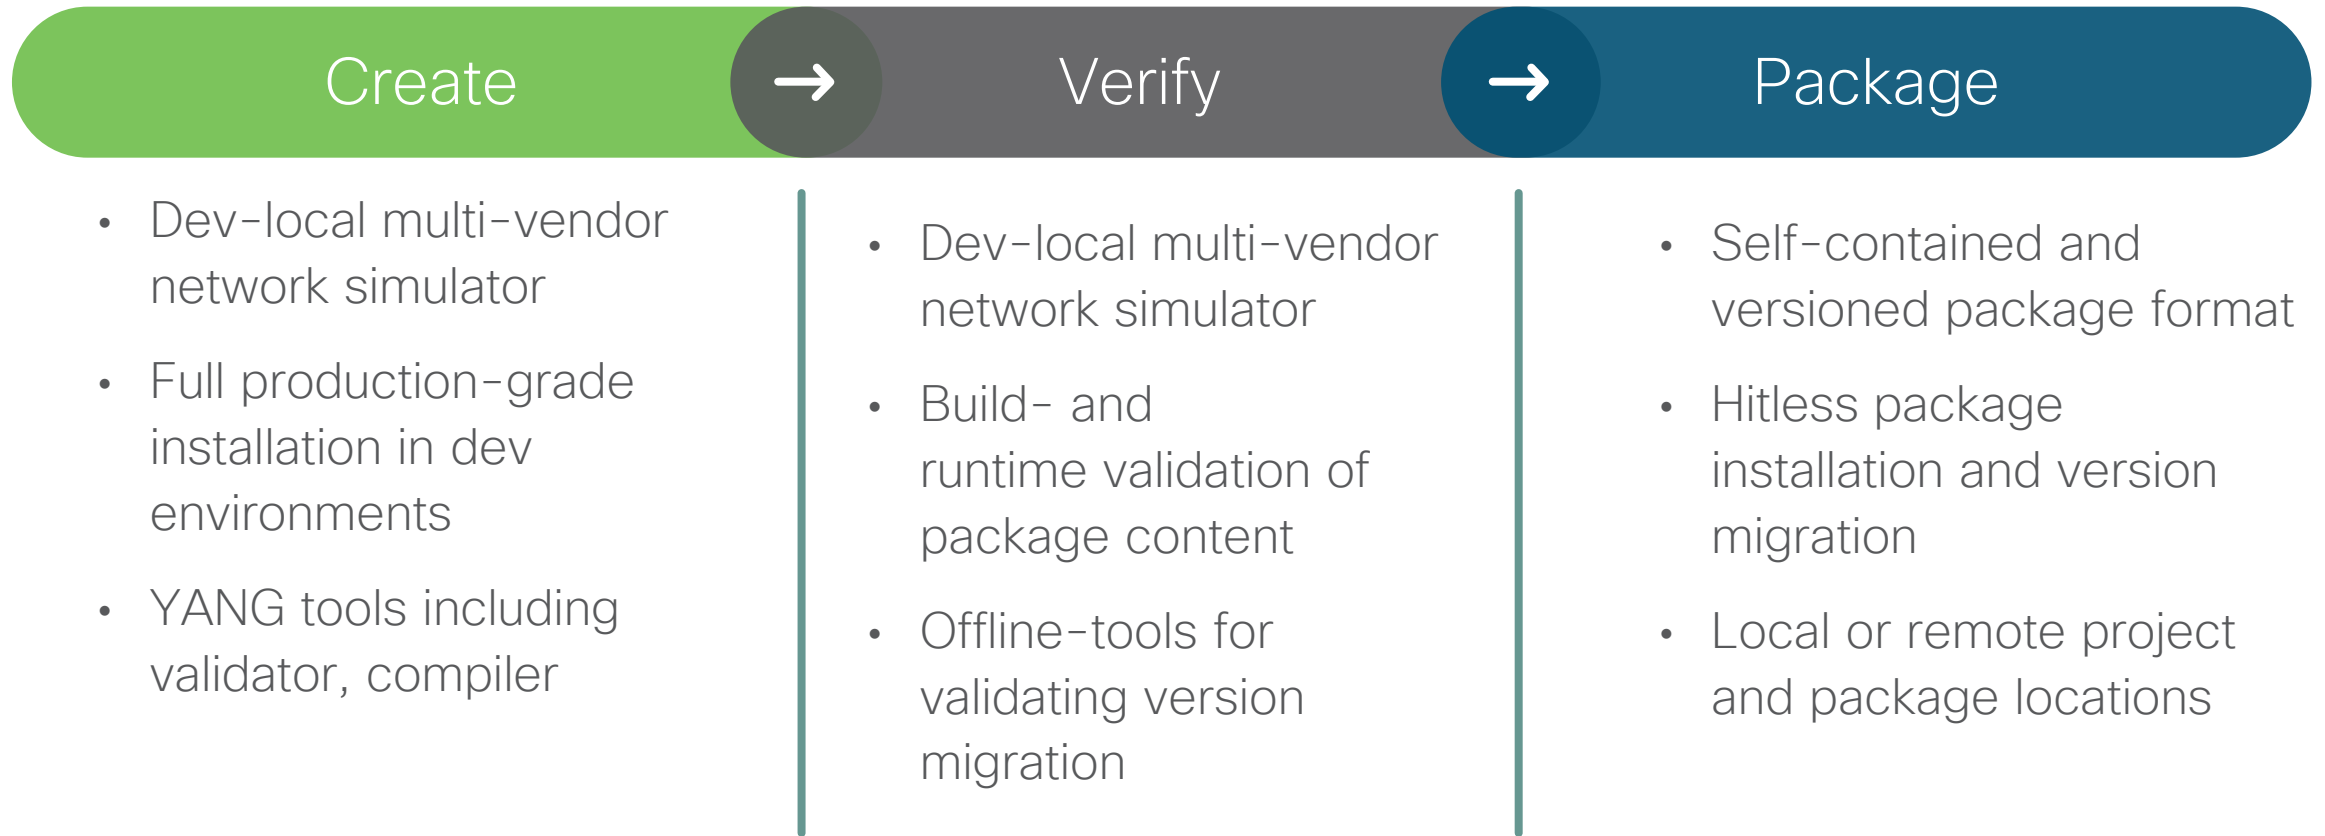 Create → Verify → Package
• Dev-local multi-vendor
network simulator
• Full production-grade
installation in dev
environments
• YANG tools including
validator, compiler
• Dev-local multi-vendor
network simulator
• Build- and
runtime validation of
package content
• Offline-tools for
validating version
migration
• Self-contained and
versioned package format
• Hitless package
installation and version
migration
• Local or remote project
and package locations